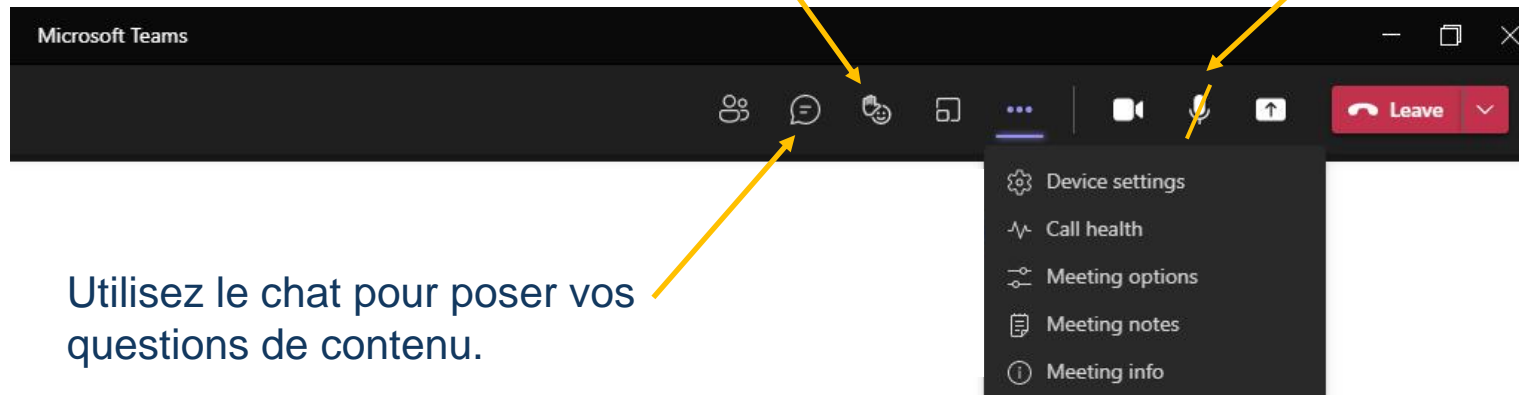 Microsoft Teams
Leave
Device settings
Call health
Meeting options
Meeting notes
Meeting info
Utilisez le chat pour poser vos
questions de contenu.